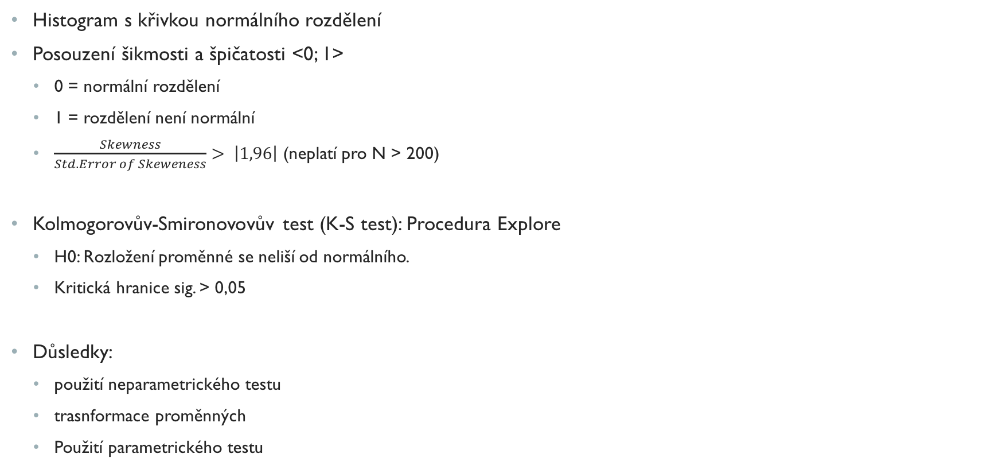 • Histogram s křivkou normálního rozdělení
• Posouzení šikmosti a špičatosti <0; 1>
• 0 = normální rozdělení
• 1 = rozdělení není normální
• Skewness / Std.Error of Skeweness > |1,96| (neplatí pro N > 200)
• Kolmogorovův-Smironovovův test (K-S test): Procedura Explore
• H0: Rozložení proměnné se neliší od normálního.
• Kritická hranice sig. > 0,05
• Důsledky:
• použití neparametrického testu
• trasnformace proměnných
• Použití parametrického testu